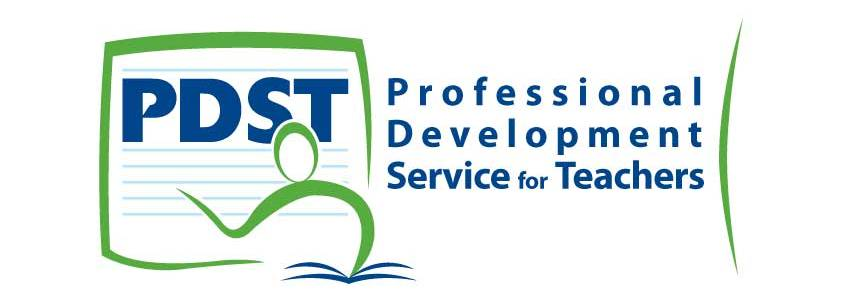 PDST
Professional
Development
Service for Teachers